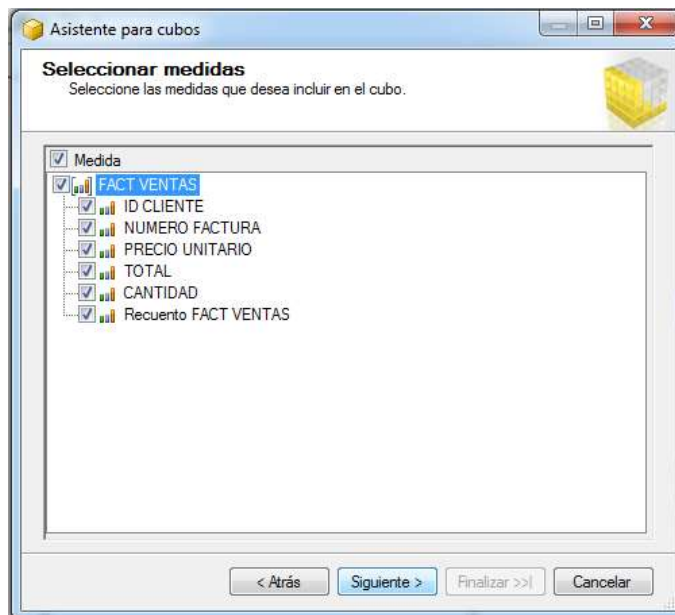 Asistente para cubos
Seleccionar medidas
Seleccione las medidas que desea incluir en el cubo.
Medida
FACT VENTAS
ID CLIENTE
NUMERO FACTURA
PRECIO UNITARIO
TOTAL
CANTIDAD
Recuento FACT VENTAS
< Atrás Siguiente > Finalizar >>| Cancelar